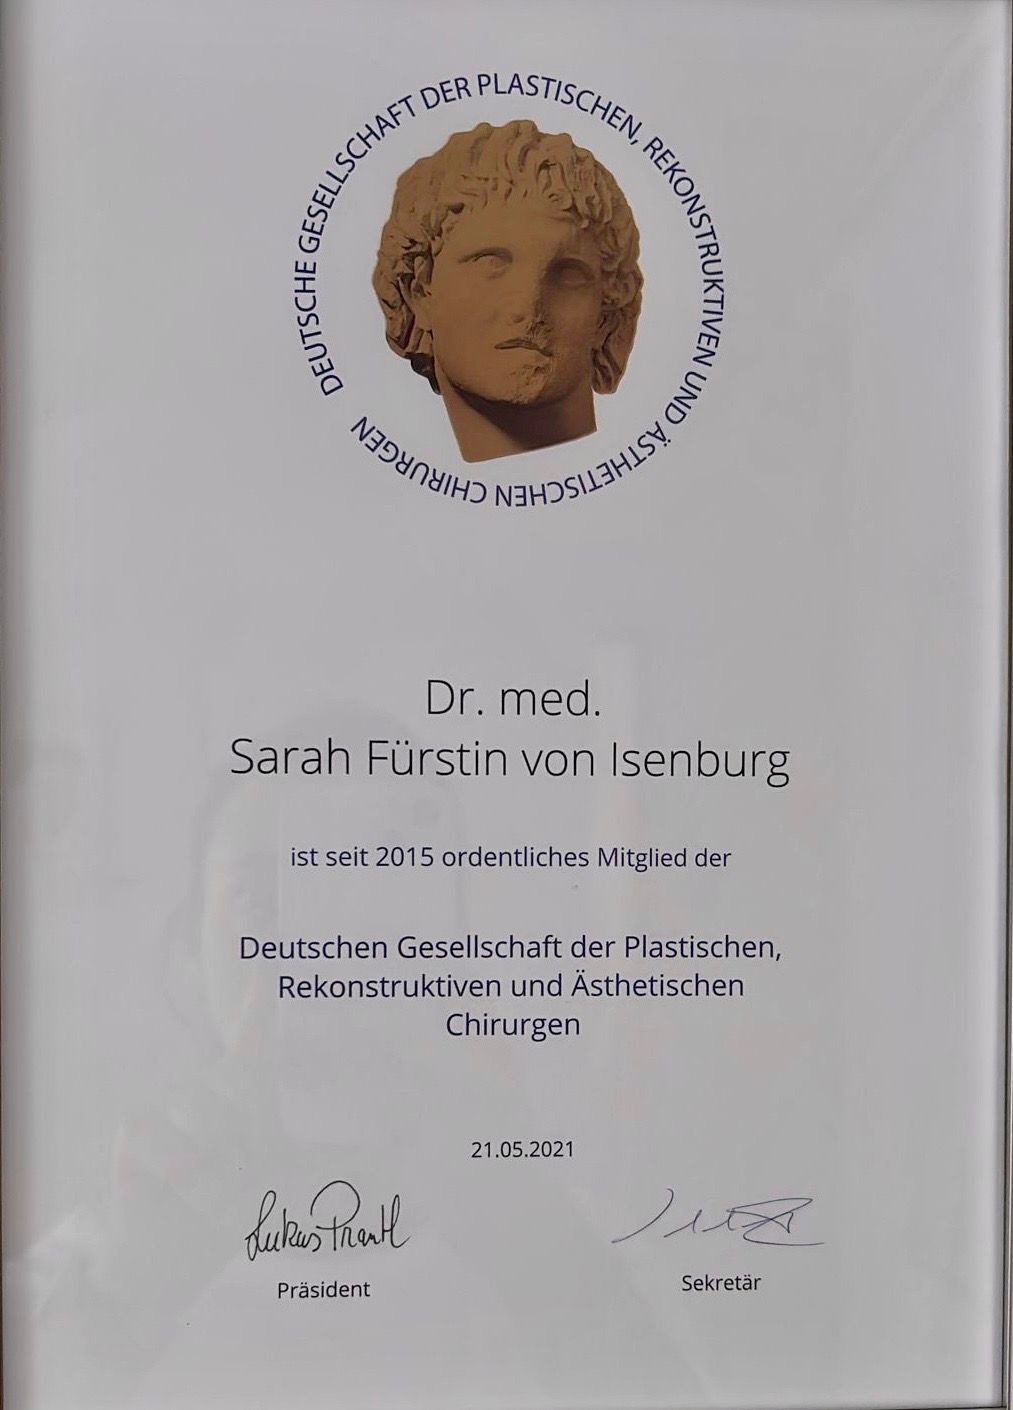 DEUTSCHE GESELLSCHAFT DER PLASTISCHEN, REKONSTRUKTIVEN UND ÄSTHETISCHEN CHIRURGEN
Dr. med.
Sarah Fürstin von Isenburg
ist seit 2015 ordentliches Mitglied der
Deutschen Gesellschaft der Plastischen,
Rekonstruktiven und Ästhetischen
Chirurgen
21.05.2021
Lukas Prantl
Präsident
Sekretär